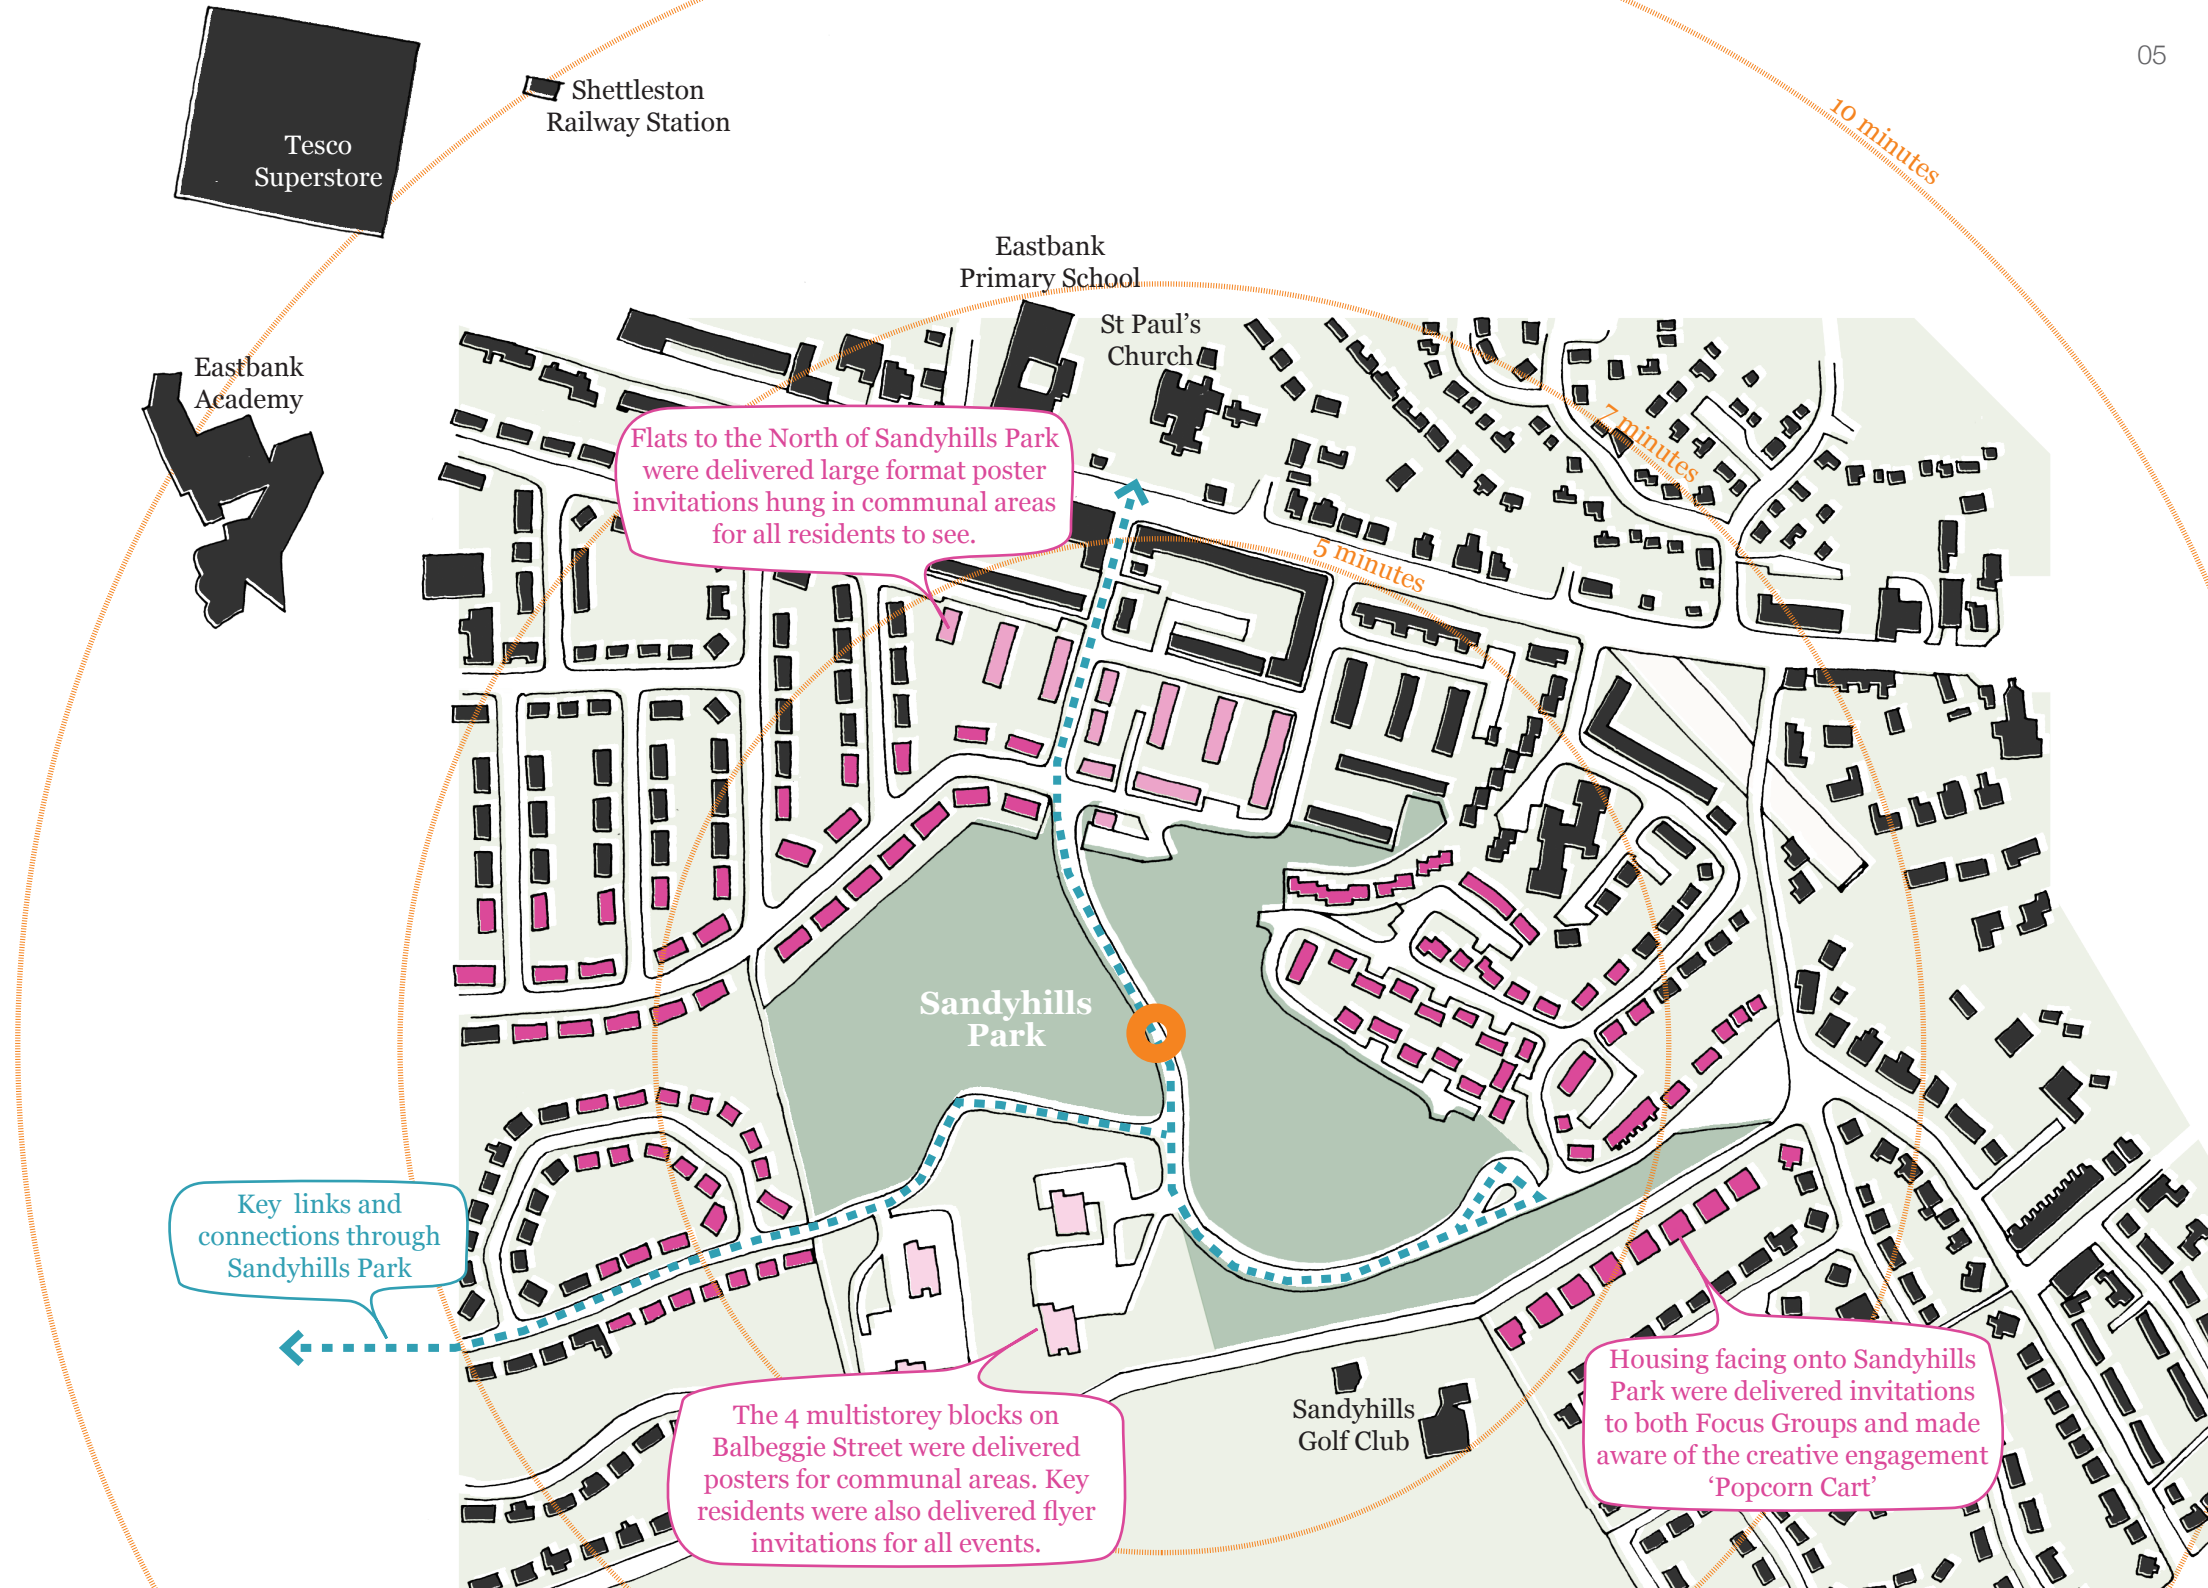 05
Shettleston
Railway Station
Tesco
Superstore
10 minutes
Eastbank
Primary School
St Paul’s
Church
Eastbank
Academy
7 minutes
Flats to the North of Sandyhills Park
were delivered large format poster
invitations hung in communal areas
for all residents to see.
5 minutes
Sandyhills
Park
Key links and
connections through
Sandyhills Park
The 4 multistorey blocks on
Balbeggie Street were delivered
posters for communal areas. Key
residents were also delivered flyer
invitations for all events.
Sandyhills
Golf Club
Housing facing onto Sandyhills
Park were delivered invitations
to both Focus Groups and made
aware of the creative engagement
‘Popcorn Cart’